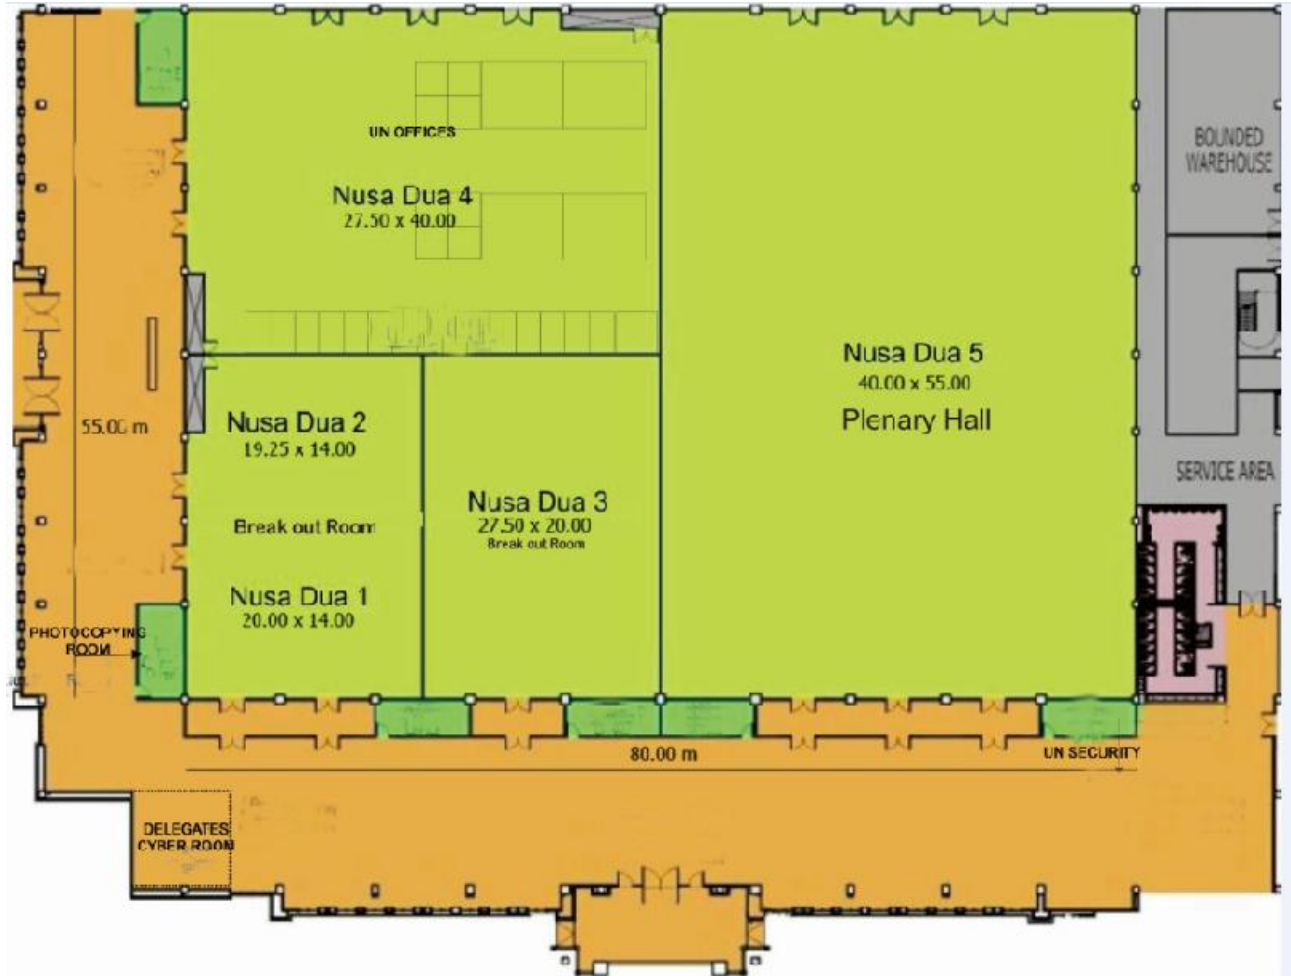 UN OFFICES
Nusa Dua 4
27.50 x 40.00
BOUNDED
WAREHOUSE
Nusa Dua 5
40.00 x 55.00
Plenary Hall
55.00 m
Nusa Dua 2
19.25 x 14.00
Break out Room
Nusa Dua 3
27.50 x 20.00
Break out Room
SERVICE AREA
Nusa Dua 1
20.00 x 14.00
PHOTOCOPYING
ROOM
80.00 m
UN SECURITY
DELEGATES
CYBER ROOM